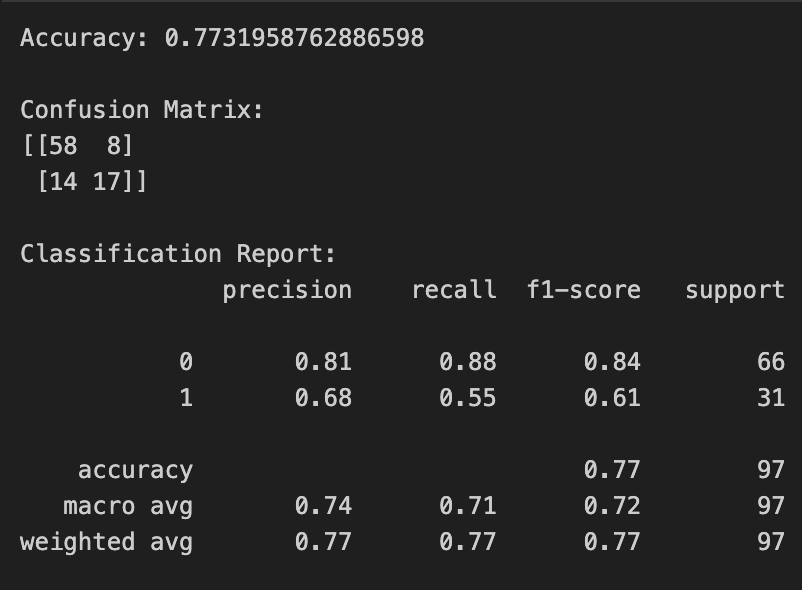 Accuracy: 0.7731958762886598
Confusion Matrix:
[[58  8]
 [14 17]]
Classification Report:
              precision    recall  f1-score   support
           0       0.81      0.88      0.84        66
           1       0.68      0.55      0.61        31
    accuracy                           0.77        97
   macro avg       0.74      0.71      0.72        97
weighted avg       0.77      0.77      0.77        97